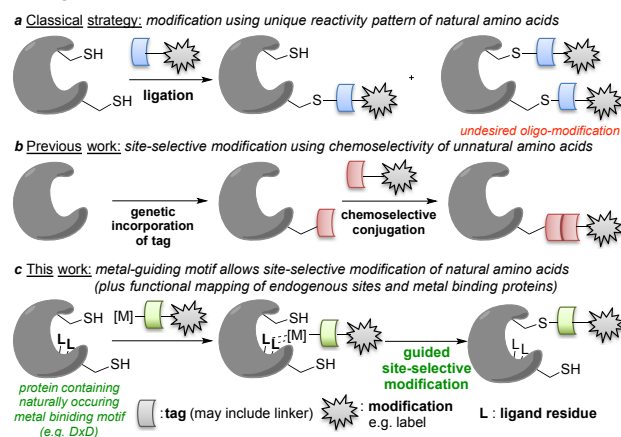 a Classical strategy: modification using unique reactivity pattern of natural amino acids
SH
SH
ligation
S
+
S
S
undesired oligo-modification
b Previous work: site-selective modification using chemoselectivity of unnatural amino acids
genetic
incorporation
of tag
chemoselective
conjugation
c This work: metal-guiding motif allows site-selective modification of natural amino acids
(plus functional mapping of endogenous sites and metal binding proteins)
SH
[M]
L
L
SH
SH
L
L
[M]
SH
guided
site-selective
modification
S
L
L
SH
protein containing
naturally occuring
metal biniding motif
(e.g. DxD)
: tag (may include linker)
: modification
e.g. label
L : ligand residue